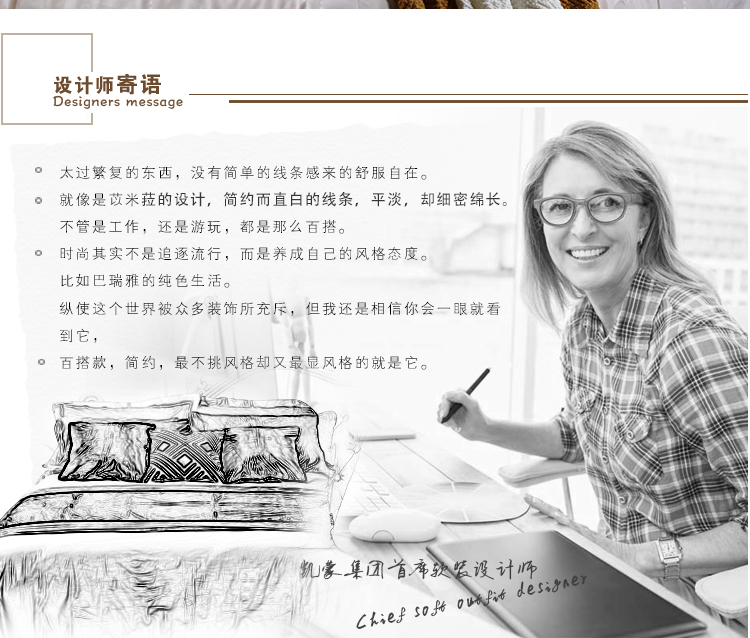 设计师寄语
Designers message
太过繁复的东西，没有简单的线条感来的舒服自在。
就像是苡米菈的设计，简约而直白的线条，平淡，却细密绵长。
不管是工作，还是游玩，都是那么百搭。
时尚其实不是追逐流行，而是养成自己的风格态度。
比如巴瑞雅的纯色生活。
纵使这个世界被众多装饰所充斥，但我还是相信你会一眼就看
到它，
百搭款，简约，最不挑风格却又最显风格的就是它。
凯蒙集团首席软装设计师
Chief soft outfit designer